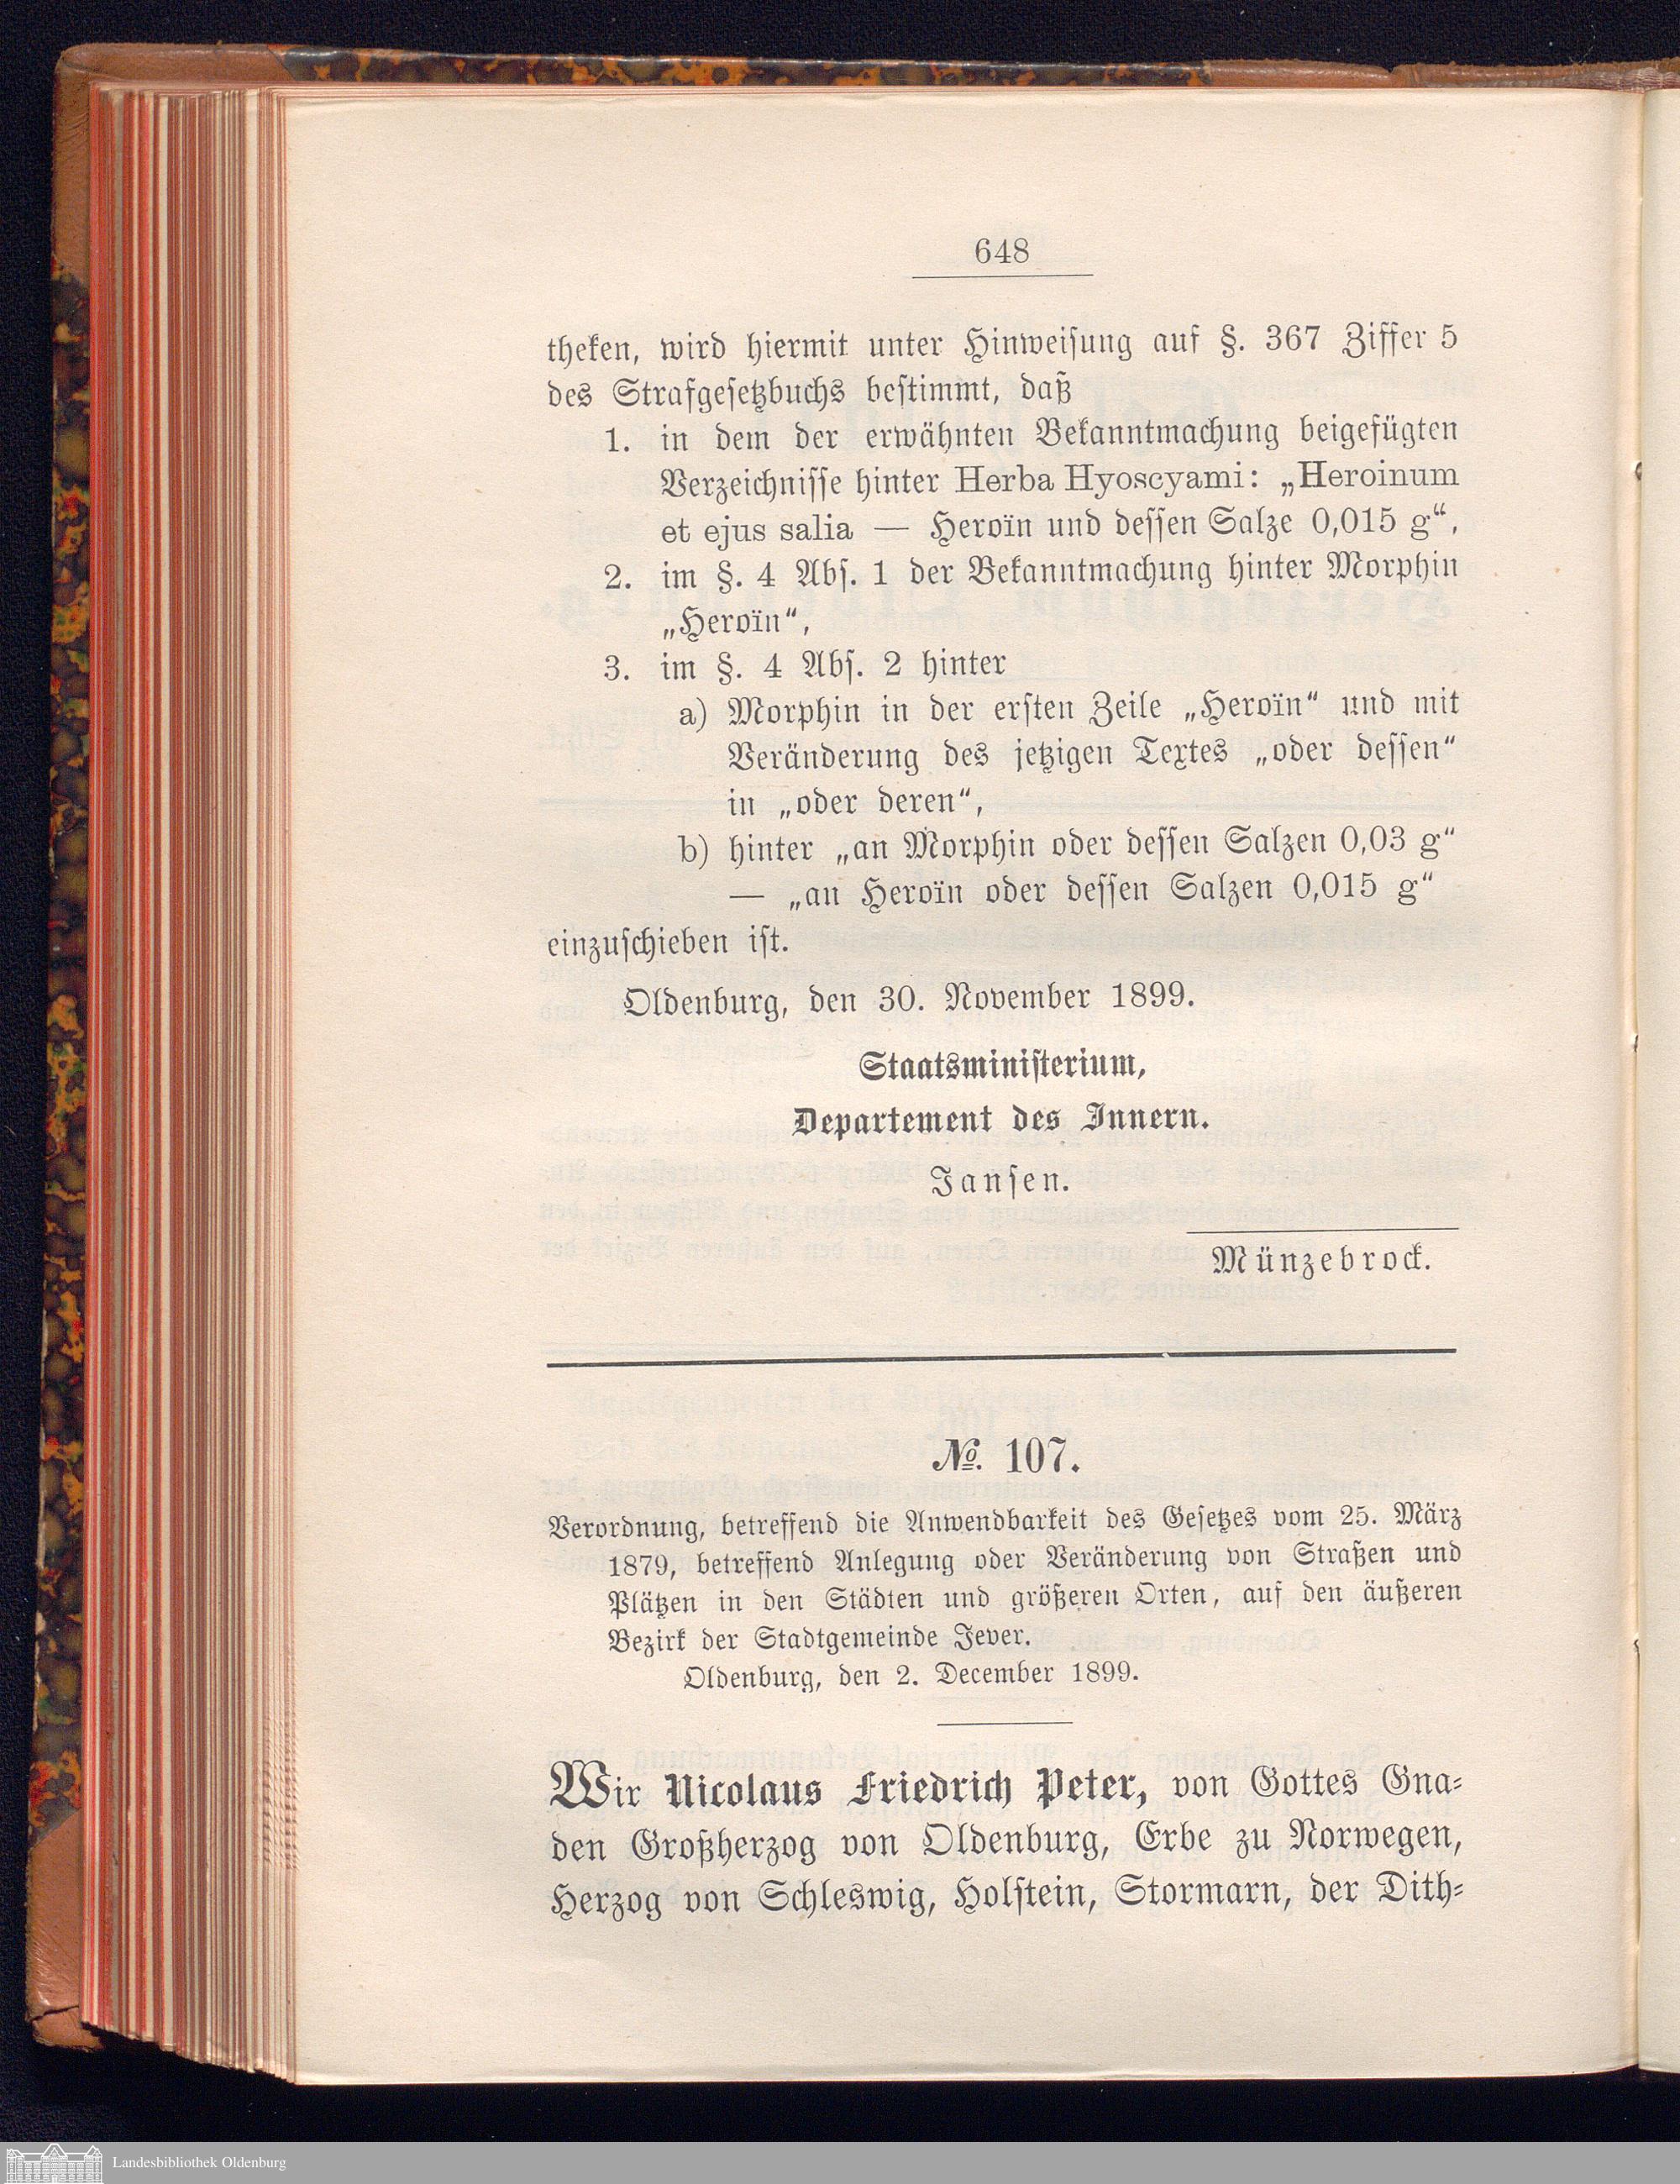 648
theken, wird hiermit unter Hinweisung auf §. 367 Ziffer 5
des Strafgesetzbuchs bestimmt, daß
1. in dem der erwähnten Bekanntmachung beigefügten
Verzeichnisse hinter Herba Hyoscyami: „Heroinum
et ejus salia — Heroïn und dessen Salze 0,015 g“,
2. im §. 4 Abs. 1 der Bekanntmachung hinter Morphin
„Heroïn“,
3. im §. 4 Abs. 2 hinter
a) Morphin in der ersten Zeile „Heroïn“ und mit
Veränderung des jetzigen Textes „oder dessen“
in „oder deren“,
b) hinter „an Morphin oder dessen Salzen 0,03 g“
— „an Heroïn oder dessen Salzen 0,015 g“
einzuschieben ist.
Oldenburg, den 30. November 1899.
Staatsministerium,
Departement des Innern.
Jansen.
Münzebrock.
№. 107.
Verordnung, betreffend die Anwendbarkeit des Gesetzes vom 25. März
1879, betreffend Anlegung oder Veränderung von Straßen und
Plätzen in den Städten und größeren Orten, auf den äußeren
Bezirk der Stadtgemeinde Jever.
Oldenburg, den 2. December 1899.
Wir Nicolaus Friedrich Peter, von Gottes Gna-
den Großherzog von Oldenburg, Erbe zu Norwegen,
Herzog von Schleswig, Holstein, Stormarn, der Dith-
Landesbibliothek Oldenburg